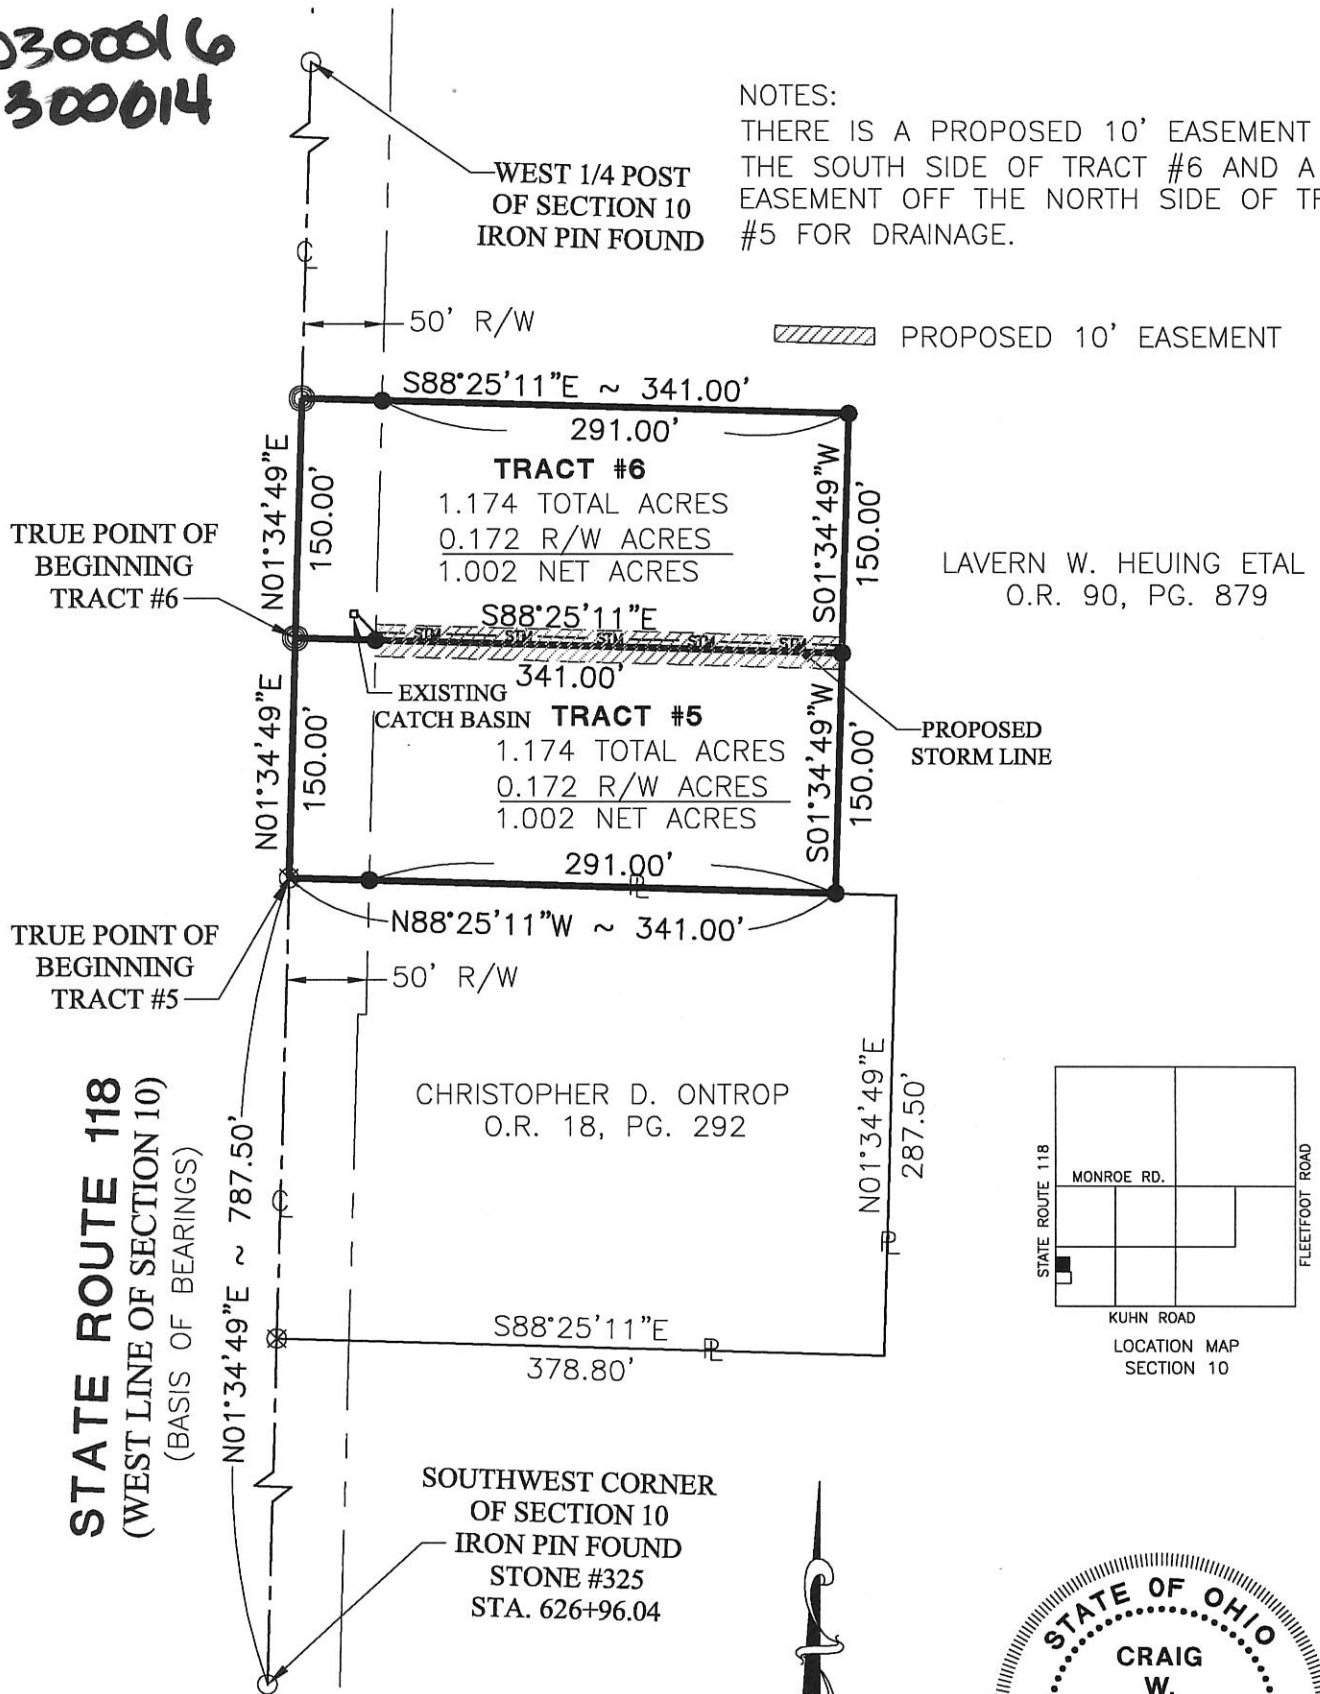 0300016
300014
NOTES:
THERE IS A PROPOSED 10' EASEMENT
THE SOUTH SIDE OF TRACT #6 AND A
EASEMENT OFF THE NORTH SIDE OF
#5 FOR DRAINAGE.
WEST 1/4 POST
OF SECTION 10
IRON PIN FOUND
℄
50' R/W
PROPOSED 10' EASEMENT
S88°25'11"E ~ 341.00'
291.00'
TRACT #6
1.174 TOTAL ACRES
0.172 R/W ACRES
1.002 NET ACRES
N01°34'49"E
150.00'
S01°34'49"W
150.00'
TRUE POINT OF
BEGINNING
TRACT #6
LAVERN W. HEUING ETAL
O.R. 90, PG. 879
S88°25'11"E
STM STM STM STM STM
341.00'
EXISTING
CATCH BASIN
TRACT #5
1.174 TOTAL ACRES
0.172 R/W ACRES
1.002 NET ACRES
N01°34'49"E
150.00'
S01°34'49"W
150.00'
PROPOSED
STORM LINE
291.00'
PL
N88°25'11"W ~ 341.00'
TRUE POINT OF
BEGINNING
TRACT #5
50' R/W
STATE ROUTE 118
(WEST LINE OF SECTION 10)
(BASIS OF BEARINGS)
N01°34'49"E ~ 787.50'
℄
CHRISTOPHER D. ONTROP
O.R. 18, PG. 292
N01°34'49"E
287.50'
PL
S88°25'11"E
PL
378.80'
STATE ROUTE 118
MONROE RD.
FLEETFOOT ROAD
KUHN ROAD
LOCATION MAP
SECTION 10
SOUTHWEST CORNER
OF SECTION 10
IRON PIN FOUND
STONE #325
STA. 626+96.04
STATE OF OHIO
CRAIG
W.